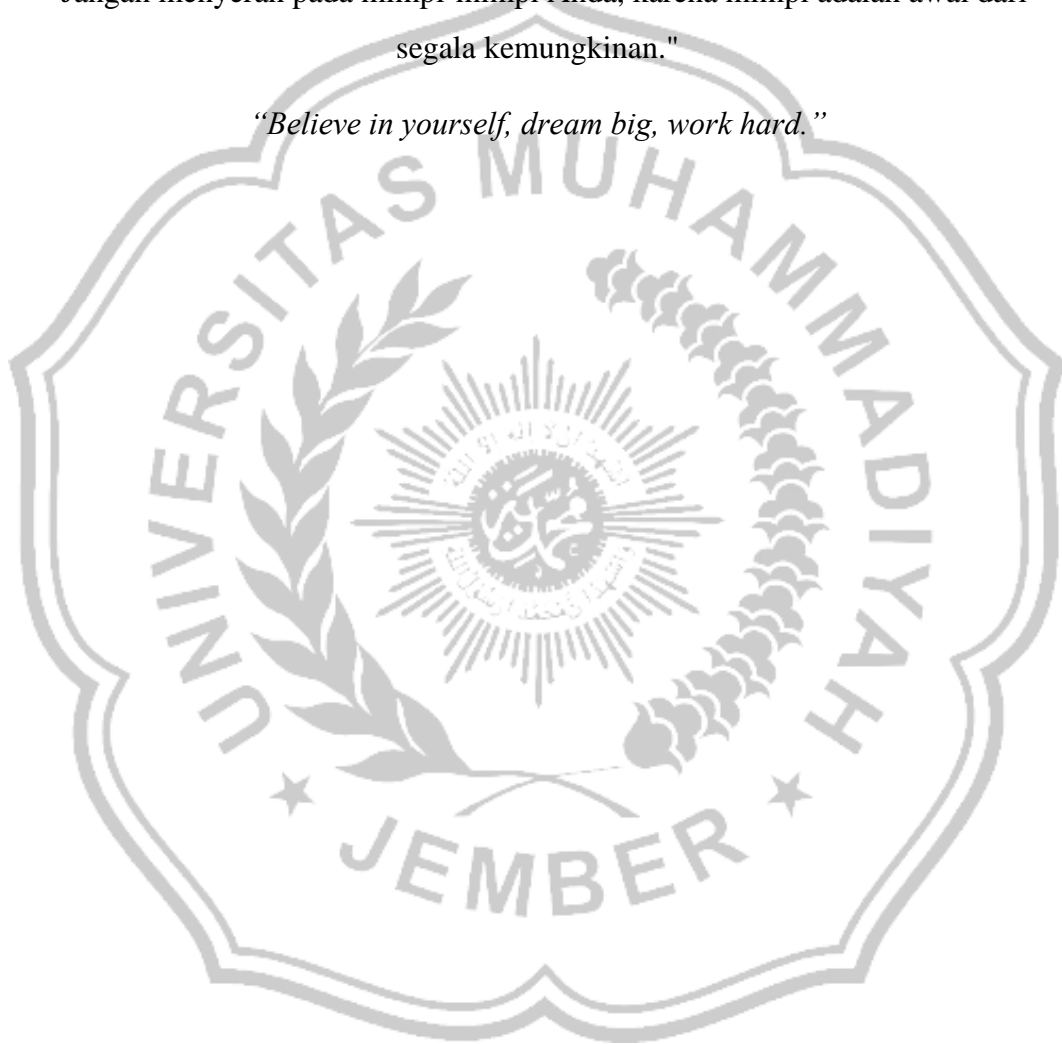 Jangan menyerah pada mimpi-mimpi Anda, karena mimpi adalah awal dari
segala kemungkinan."
“Believe in yourself, dream big, work hard.”
UNIVERSITAS MUHAMMADIYAH
JEMBER